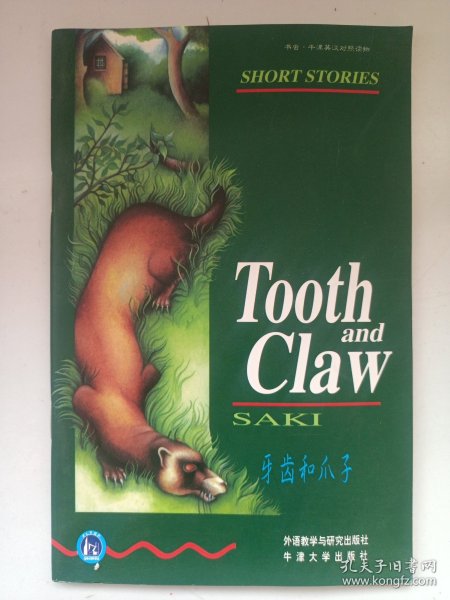 书虫·牛津英汉对照读物
SHORT STORIES
Tooth
and
Claw
SAKI
牙齿和爪子
外语教学与研究出版社
牛津大学出版社
孔夫子旧书网
www.kongfz.com